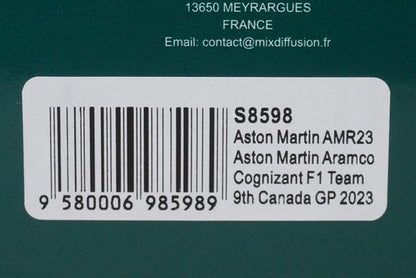 13650 MEYRARGUES
FRANCE
Email: contact@mixdiffusion.fr
S8598
Aston Martin AMR23
Aston Martin Aramco
Cognizant F1 Team
9th Canada GP 2023
9 580006 985989